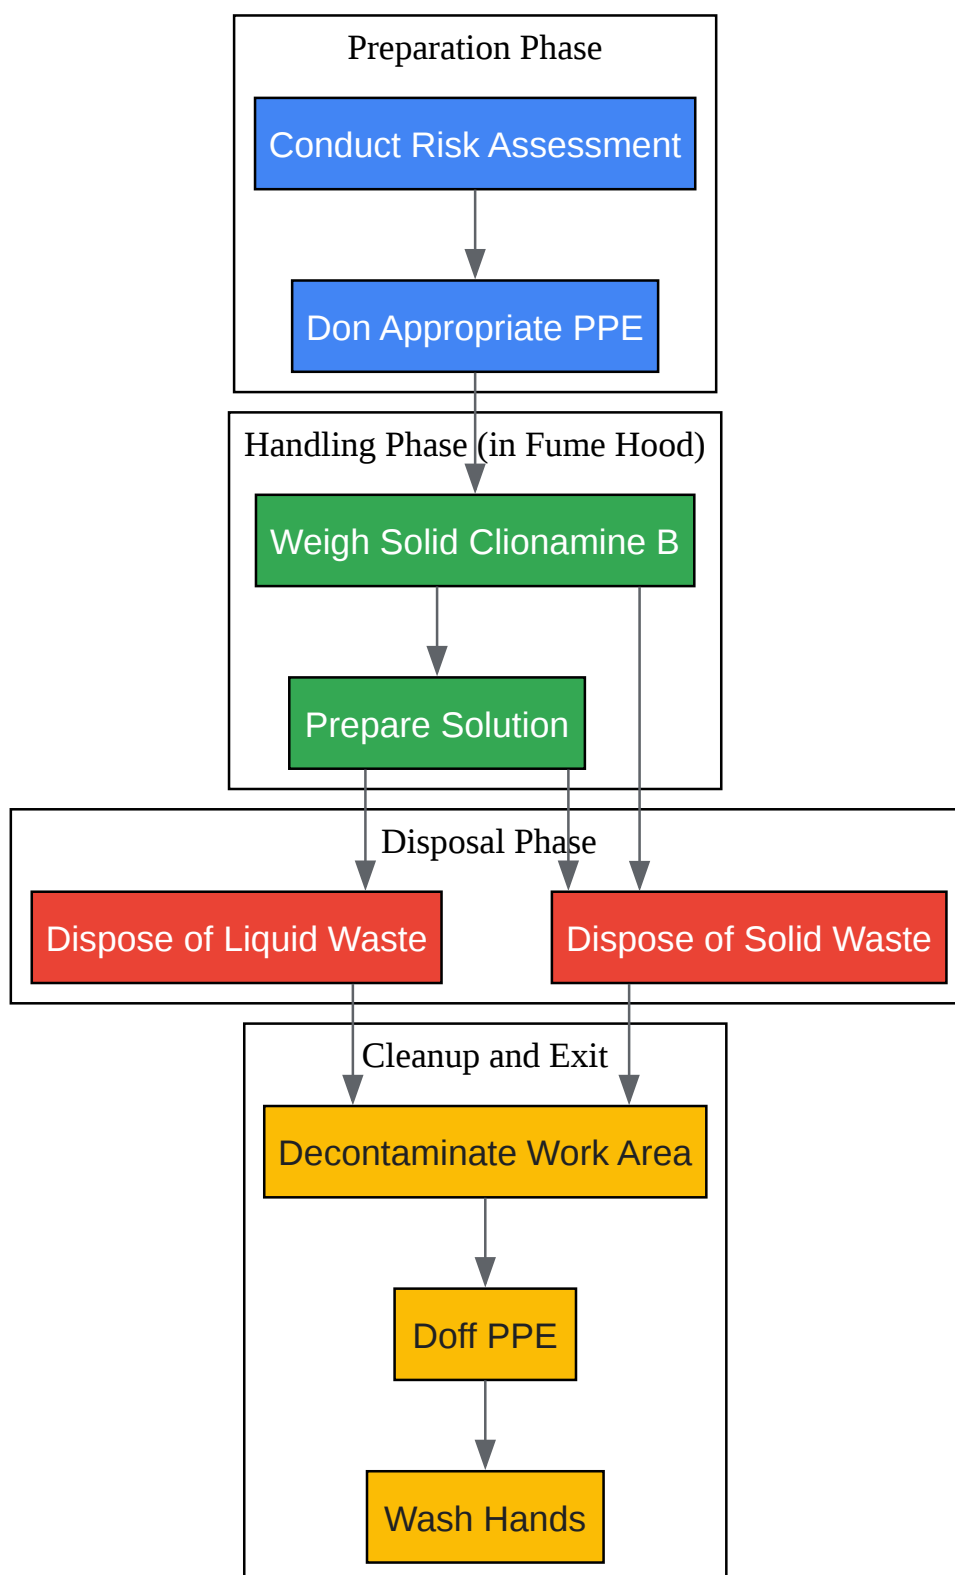 Preparation Phase
Conduct Risk Assessment
Don Appropriate PPE
Handling Phase (in Fume Hood)
Weigh Solid Clionamine B
Prepare Solution
Disposal Phase
Dispose of Liquid Waste
Dispose of Solid Waste
Cleanup and Exit
Decontaminate Work Area
Doff PPE
Wash Hands